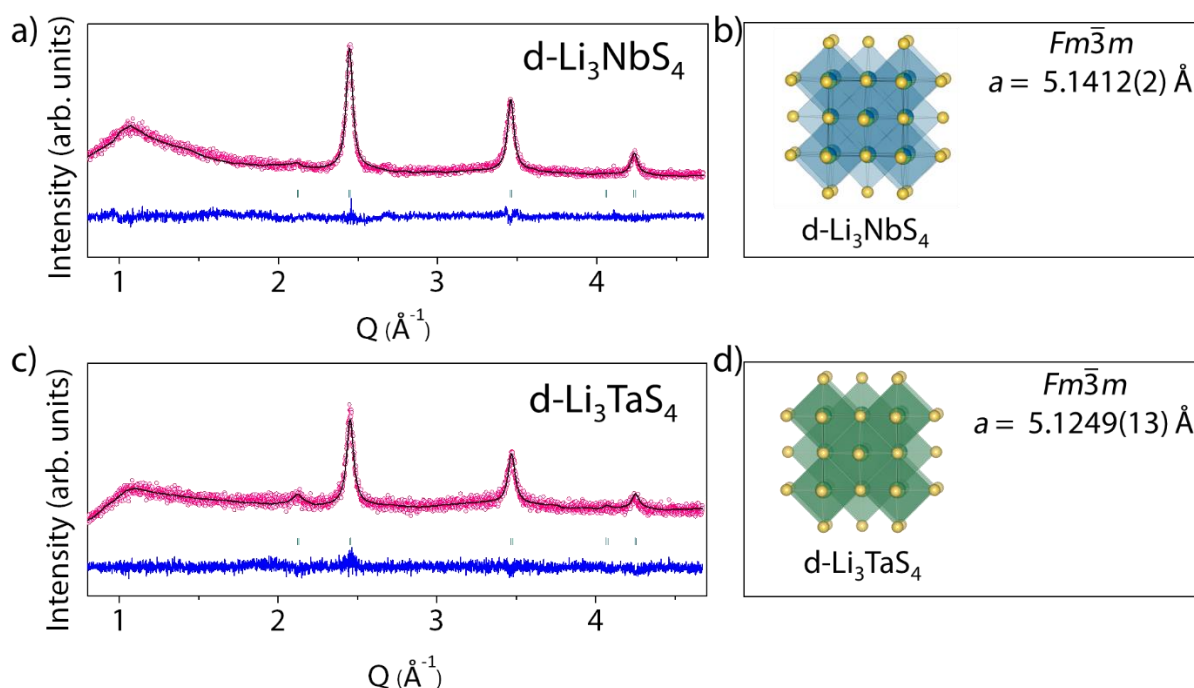 a)
Intensity (arb. units)
d-Li₃NbS₄
1 2 3 4
Q (Å⁻¹)
b)
Fm3̅m
a = 5.1412(2) Å
d-Li₃NbS₄
c)
Intensity (arb. units)
d-Li₃TaS₄
1 2 3 4
Q (Å⁻¹)
d)
Fm3̅m
a = 5.1249(13) Å
d-Li₃TaS₄